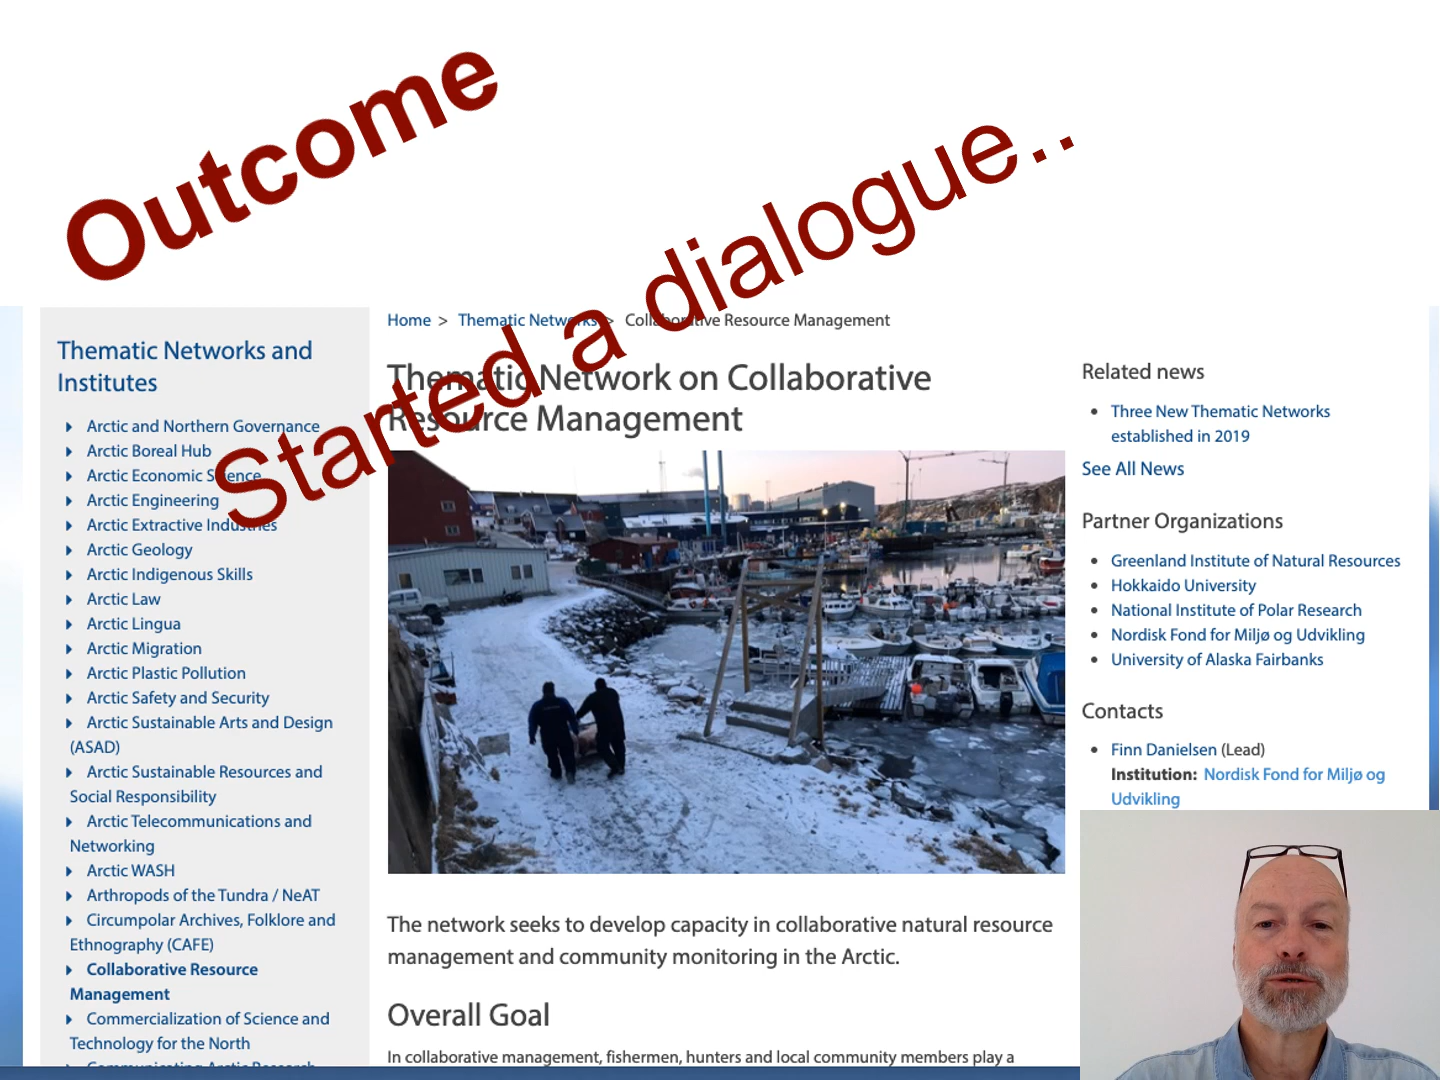 Outcome
Started a dialogue..
Thematic Networks and
Institutes
Arctic and Northern Governance
Arctic Boreal Hub
Arctic Economic Science
Arctic Engineering
Arctic Extractive Industries
Arctic Geology
Arctic Indigenous Skills
Arctic Law
Arctic Lingua
Arctic Migration
Arctic Plastic Pollution
Arctic Safety and Security
Arctic Sustainable Arts and Design
(ASAD)
Arctic Sustainable Resources and
Social Responsibility
Arctic Telecommunications and
Networking
Arctic WASH
Arthropods of the Tundra / NeAT
Circumpolar Archives, Folklore and
Ethnography (CAFE)
Collaborative Resource
Management
Commercialization of Science and
Technology for the North
Communicating Arctic Research
Home > Thematic Networks > Collaborative Resource Management
Thematic Network on Collaborative
Resource Management
The network seeks to develop capacity in collaborative natural resource
management and community monitoring in the Arctic.
Overall Goal
In collaborative management, fishermen, hunters and local community members play a
Related news
Three New Thematic Networks
established in 2019
See All News
Partner Organizations
Greenland Institute of Natural Resources
Hokkaido University
National Institute of Polar Research
Nordisk Fond for Miljø og Udvikling
University of Alaska Fairbanks
Contacts
Finn Danielsen (Lead)
Institution: Nordisk Fond for Miljø og
Udvikling